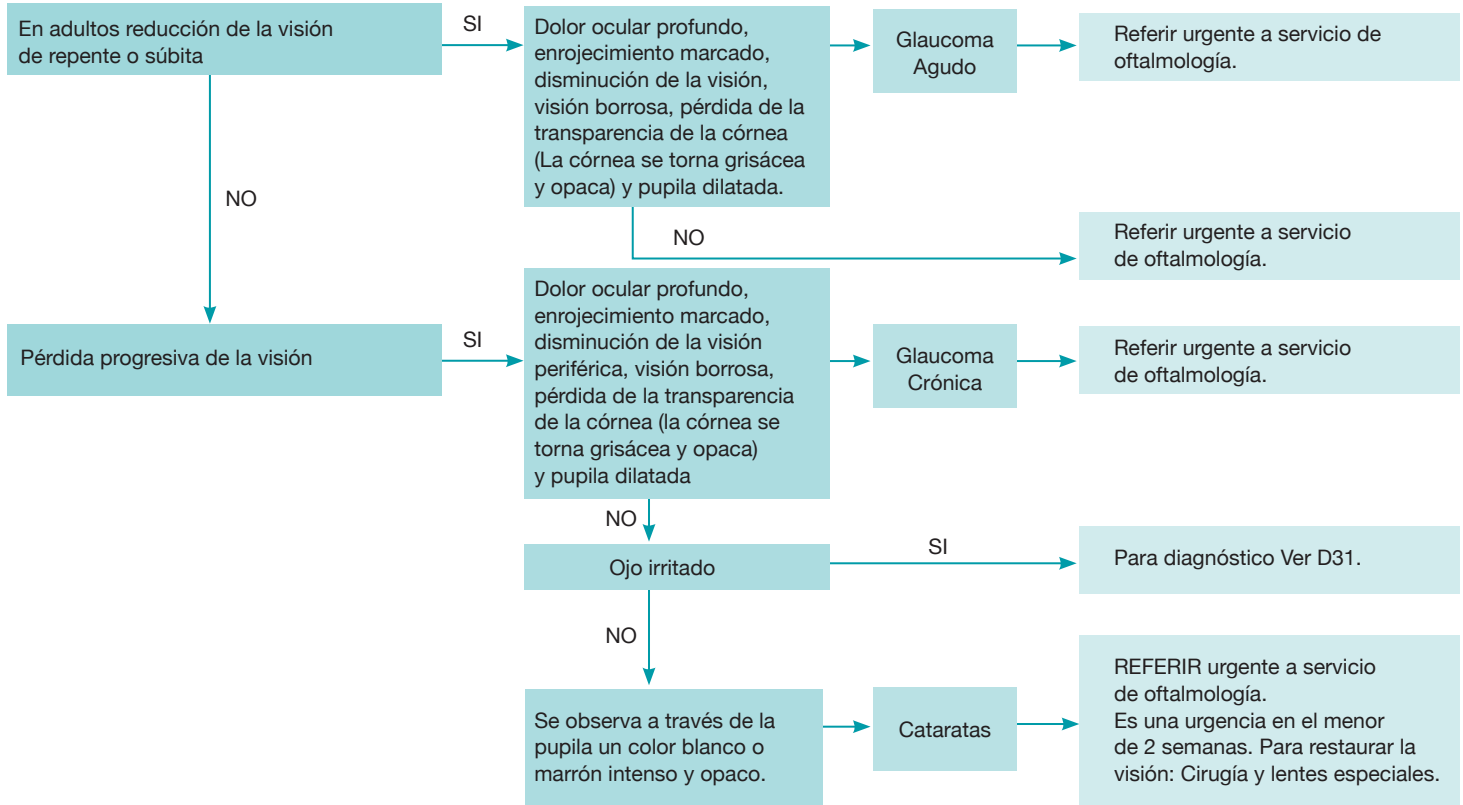 En adultos reducción de la visión
de repente o súbita
SI
Dolor ocular profundo,
enrojecimiento marcado,
disminución de la visión,
visión borrosa, pérdida de la
transparencia de la córnea
(La córnea se torna grisácea
y opaca) y pupila dilatada.
Glaucoma
Agudo
Referir urgente a servicio de
oftalmología.
NO
NO
Referir urgente a servicio
de oftalmología.
Pérdida progresiva de la visión
SI
Dolor ocular profundo,
enrojecimiento marcado,
disminución de la visión
periférica, visión borrosa,
pérdida de la transparencia
de la córnea (la córnea se
torna grisácea y opaca)
y pupila dilatada
Glaucoma
Crónica
Referir urgente a servicio
de oftalmología.
NO
Ojo irritado
SI
Para diagnóstico Ver D31.
NO
Se observa a través de la
pupila un color blanco o
marrón intenso y opaco.
Cataratas
REFERIR urgente a servicio
de oftalmología.
Es una urgencia en el menor
de 2 semanas. Para restaurar la
visión: Cirugía y lentes especiales.